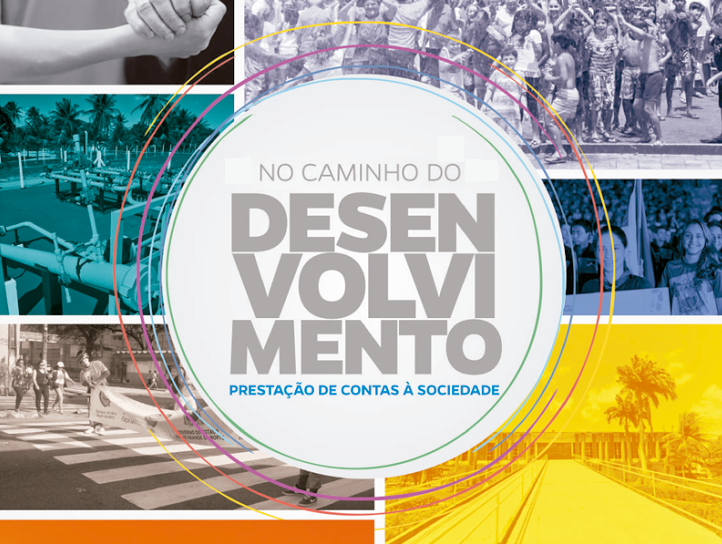 NO CAMINHO DO
DESEN
VOLVI
MENTO
PRESTAÇÃO DE CONTAS À SOCIEDADE